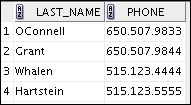 LAST_NAME PHONE
1 OConnell 650.507.9833
2 Grant 650.507.9844
3 Whalen 515.123.4444
4 Hartstein 515.123.5555